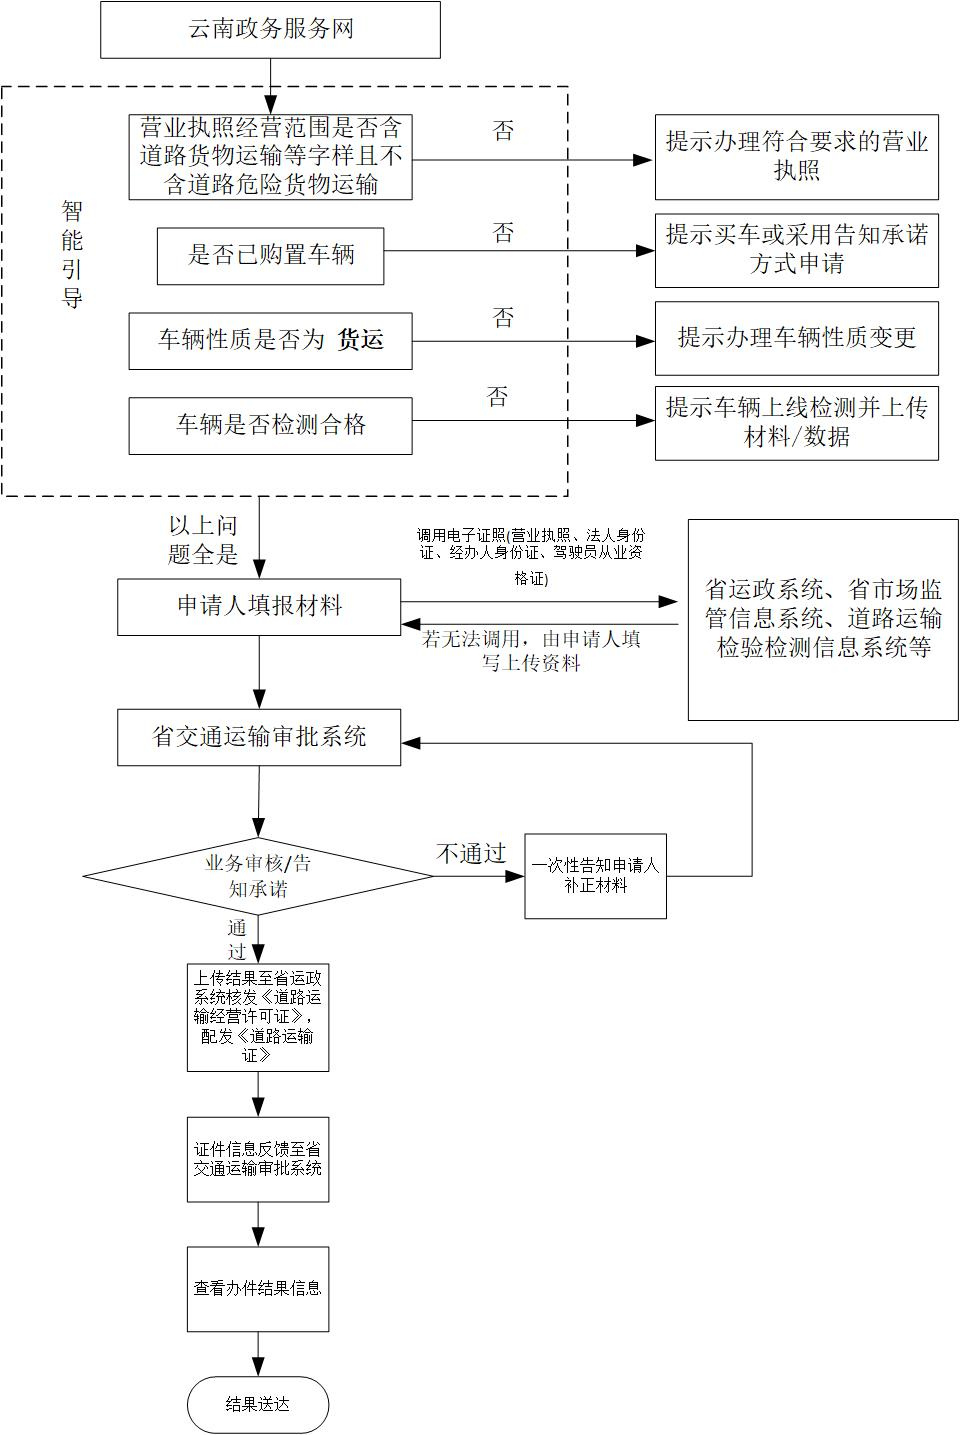 云南政务服务网
营业执照经营范围是否含
道路货物运输等字样且不
含道路危险货物运输
否
提示办理符合要求的营业
执照
智
能
引
导
是否已购置车辆
否
提示买车或采用告知承诺
方式申请
车辆性质是否为 货运
否
提示办理车辆性质变更
车辆是否检测合格
否
提示车辆上线检测并上传
材料/数据
以上问
题全是
调用电子证照(营业执照、法人身份
证、经办人身份证、驾驶员从业资
格证)
申请人填报材料
若无法调用，由申请人填
写上传资料
省运政系统、省市场监
管信息系统、道路运输
检验检测信息系统等
省交通运输审批系统
业务审核/告
知承诺
不通过
一次性告知申请人
补正材料
通
过
上传结果至省运政
系统核发《道路运
输经营许可证》，
配发《道路运输
证》
证件信息反馈至省
交通运输审批系统
查看办件结果信息
结果送达